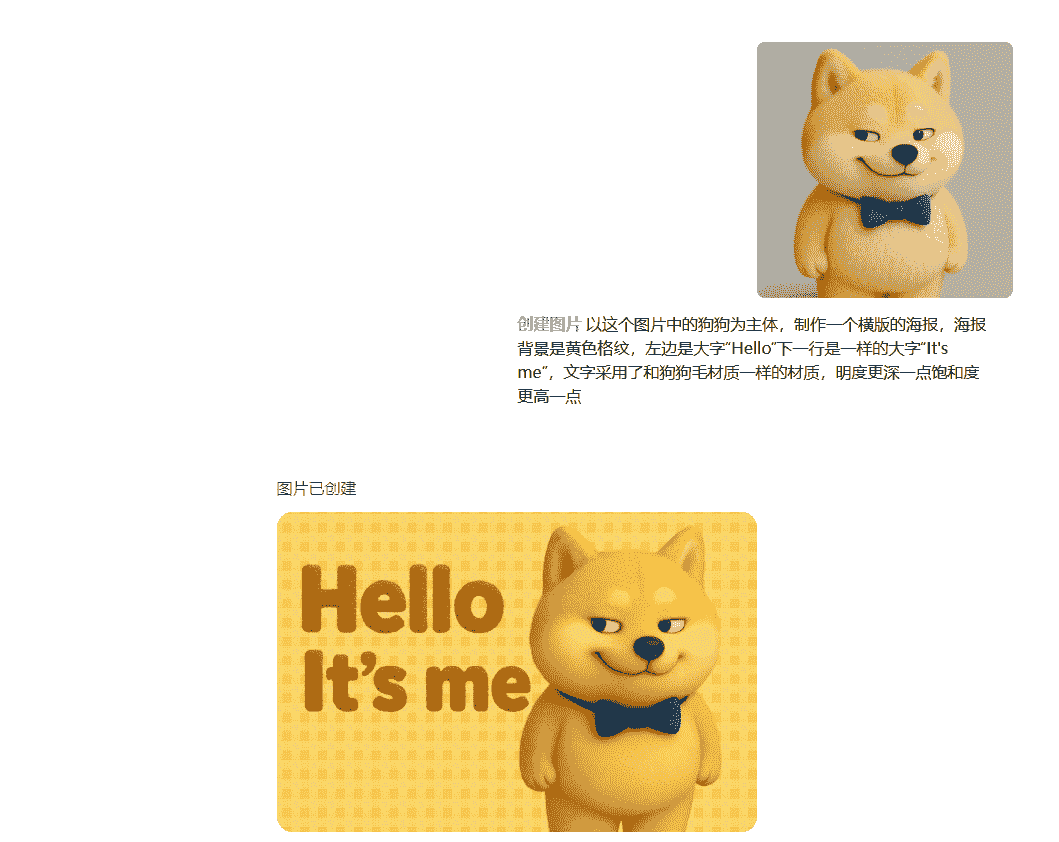 创建图片 以这个图片中的狗狗为主体，制作一个横版的海报，海报
背景是黄色格纹，左边是大字“Hello”下一行是一样的大字“It's
me”，文字采用了和狗狗毛材质一样的材质，明度更深一点饱和度
更高一点
图片已创建
Hello
It’s me